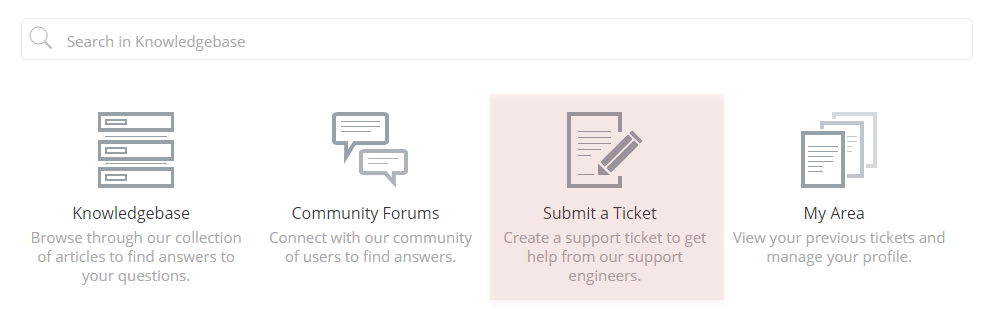 Search in Knowledgebase
Knowledgebase
Browse through our collection
of articles to find answers to
your questions.
Community Forums
Connect with our community
of users to find answers.
Submit a Ticket
Create a support ticket to get
help from our support
engineers.
My Area
View your previous tickets and
manage your profile.